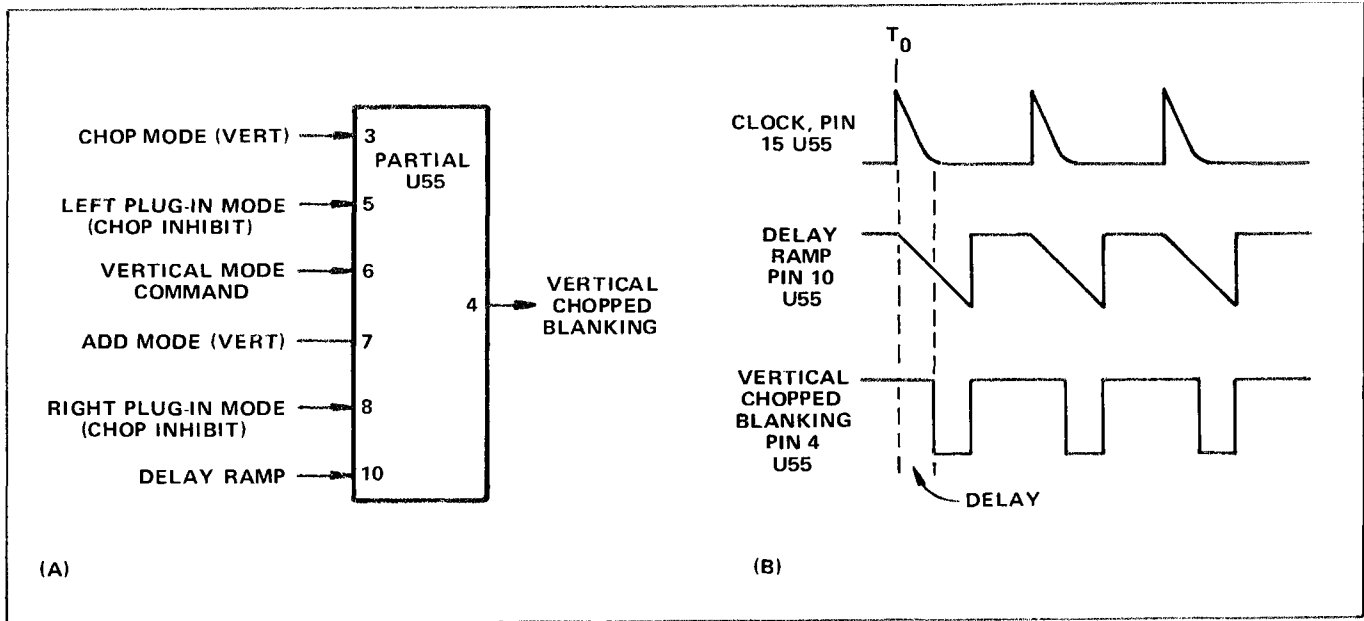 CHOP MODE (VERT)
3
PARTIAL
U55
LEFT PLUG-IN MODE
(CHOP INHIBIT)
5
VERTICAL MODE
COMMAND
6
4
VERTICAL
CHOPPED
BLANKING
ADD MODE (VERT)
7
RIGHT PLUG-IN MODE
(CHOP INHIBIT)
8
DELAY RAMP
10
(A)
T0
CLOCK, PIN
15 U55
DELAY
RAMP
PIN 10
U55
VERTICAL
CHOPPED
BLANKING
PIN 4
U55
DELAY
(B)